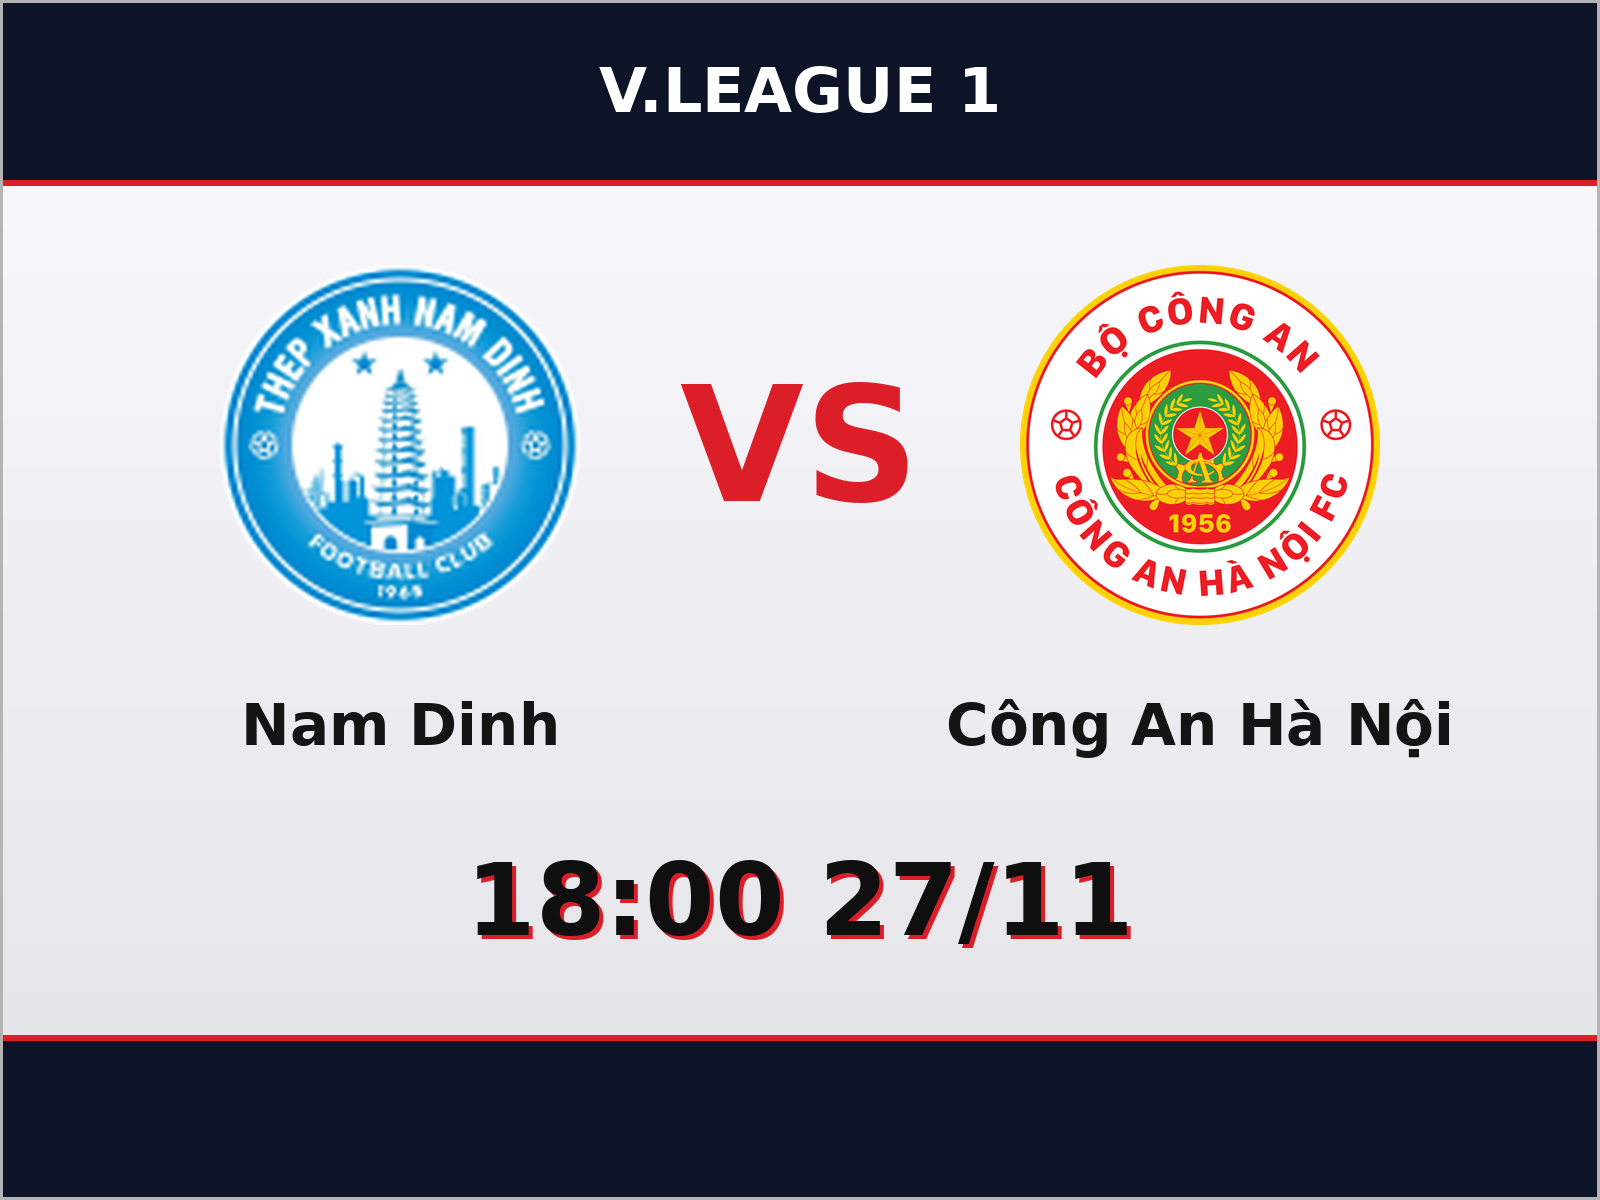 V.LEAGUE 1
THEP XANH NAM DINH
FOOTBALL CLUB
1965
VS
BỘ CÔNG AN
1956
CÔNG AN HÀ NỘI FC
Nam Dinh
Công An Hà Nội
18:00 27/11